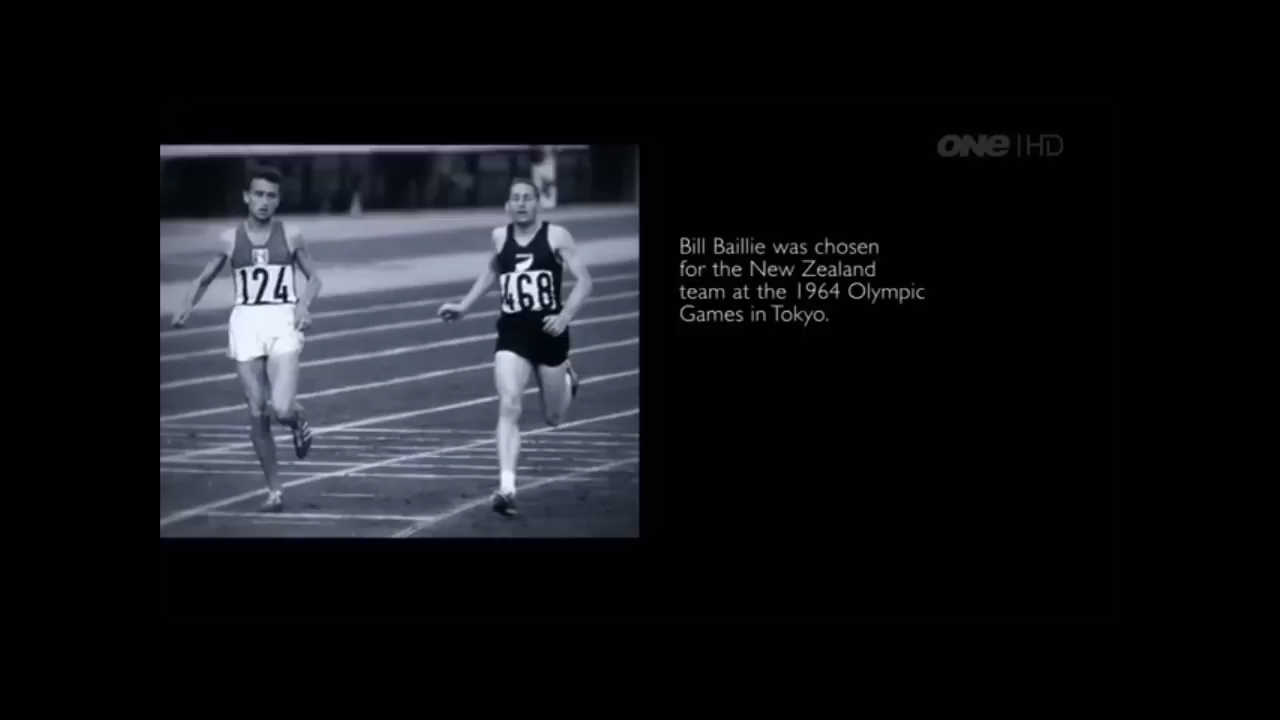 ONE | HD
124
468
Bill Baillie was chosen
for the New Zealand
team at the 1964 Olympic
Games in Tokyo.